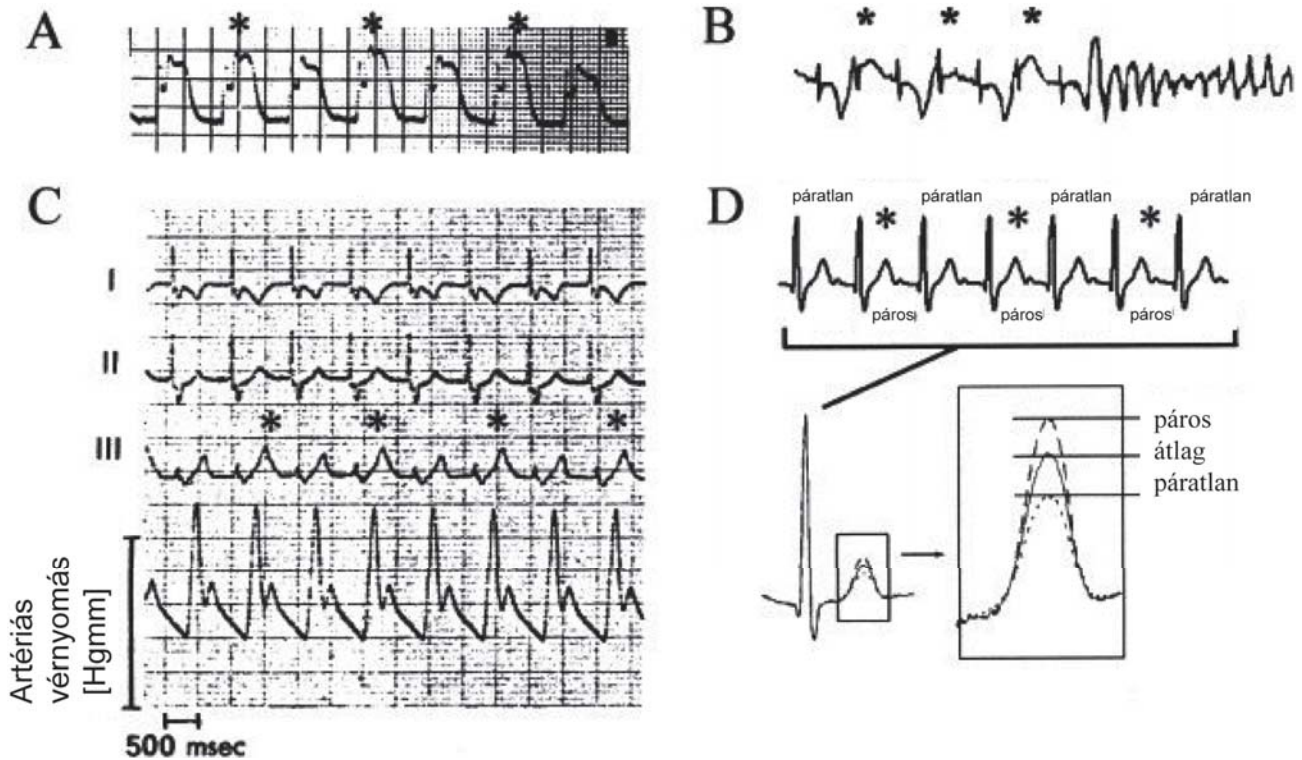 A
* * *
B
* * *
C
I
II
* * * *
III
Artériás
vérnyomás
[Hgmm]
500 msec
D
páratlan páratlan páratlan páratlan
* * *
páros páros páros
páros
átlag
páratlan